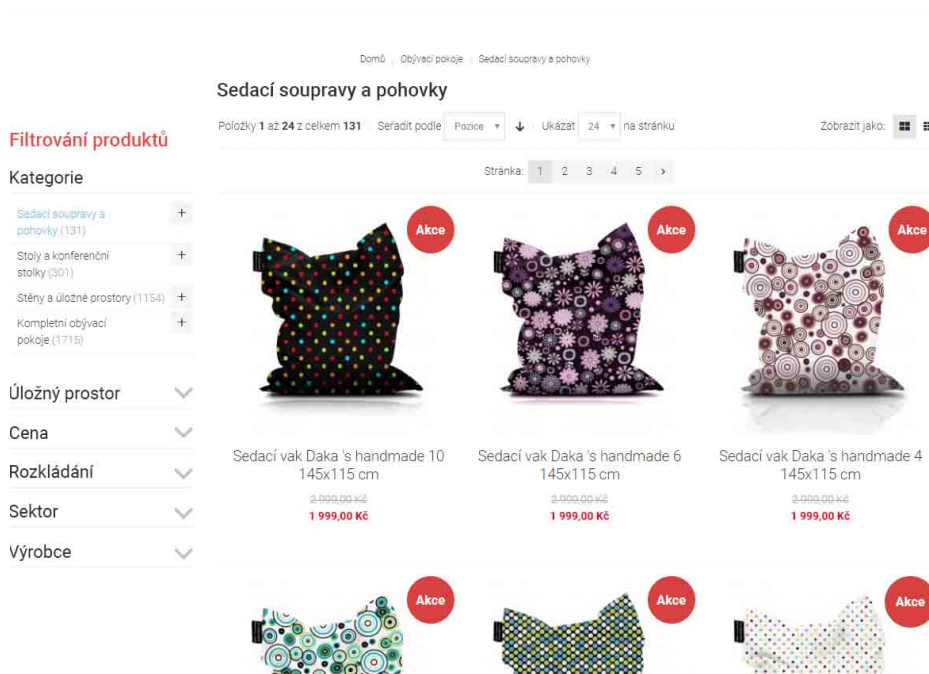 Domů Obývací pokoje Sedací soupravy a pohovky
Sedací soupravy a pohovky
Položky 1 až 24 z celkem 131 Seřadit podle Pozice Ukázat 24 na stránku Zobrazit jako:
Stránka: 1 2 3 4 5 >
Filtrování produktů
Kategorie
Sedací soupravy a +
pohovky (131)
Stoly a konferenční +
stolky (301)
Stěny a úložné prostory (1154) +
Kompletní obývací +
pokoje (1715)
Úložný prostor
Cena
Rozkládání
Sektor
Výrobce
Akce
Sedací vak Daka 's handmade 10
145x115 cm
2 999,00 Kč
1 999,00 Kč
Akce
Sedací vak Daka 's handmade 6
145x115 cm
2 999,00 Kč
1 999,00 Kč
Akce
Sedací vak Daka 's handmade 4
145x115 cm
2 999,00 Kč
1 999,00 Kč
Akce
Akce
Akce